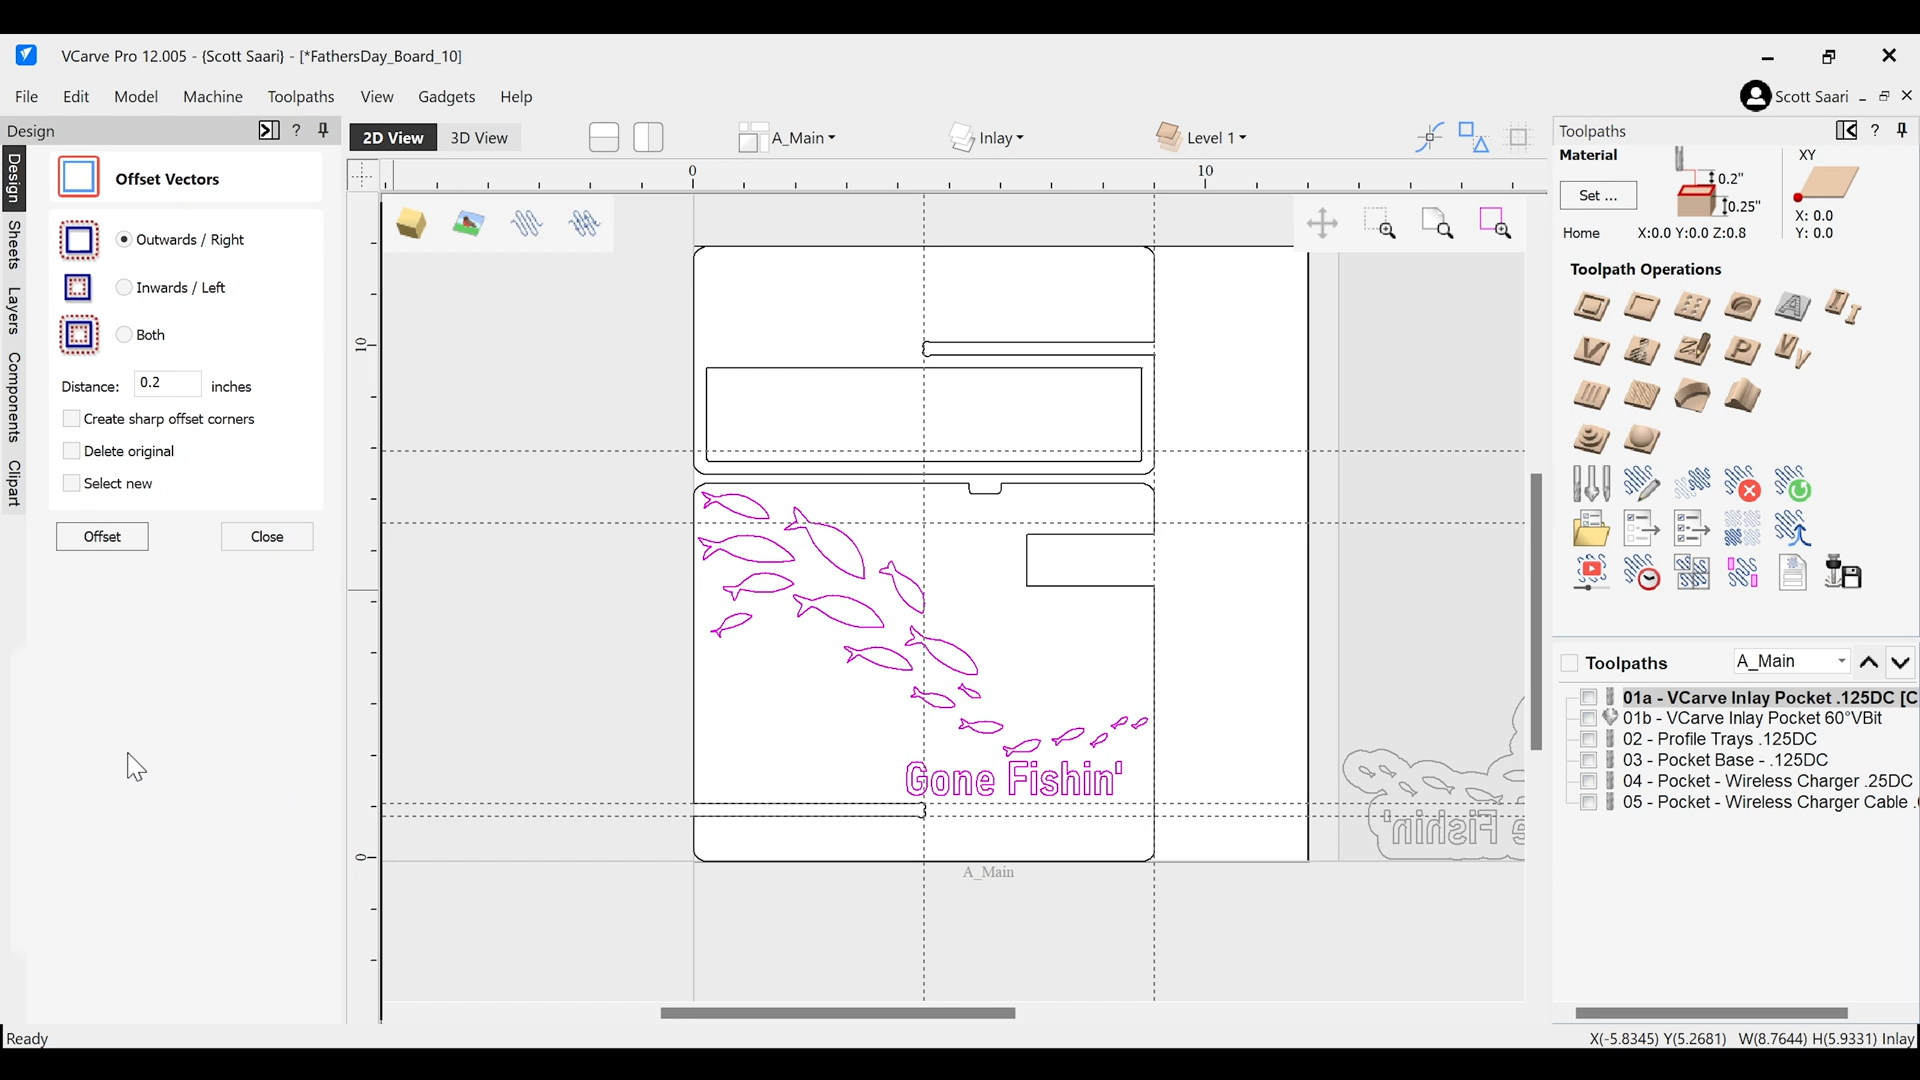 VCarve Pro 12.005 - {Scott Saari} - [*FathersDay_Board_10]
File Edit Model Machine Toolpaths View Gadgets Help
Scott Saari
Design
?
2D View
3D View
A_Main
Inlay
Level 1
Toolpaths
?
Design
Sheets
Layers
Components
Clipart
Offset Vectors
Outwards / Right
Inwards / Left
Both
Distance: 0.2 inches
Create sharp offset corners
Delete original
Select new
Offset
Close
0
10
10
0
Gone Fishin'
A_Main
Material
Set ...
0.2"
0.25"
XY
X: 0.0
Y: 0.0
Home X:0.0 Y:0.0 Z:0.8
Toolpath Operations
Toolpaths
A_Main
01a - VCarve Inlay Pocket .125DC [C
01b - VCarve Inlay Pocket 60°VBit
02 - Profile Trays .125DC
03 - Pocket Base - .125DC
04 - Pocket - Wireless Charger .25DC
05 - Pocket - Wireless Charger Cable .
Ready
X(-5.8345) Y(5.2681) W(8.7644) H(5.9331) Inlay